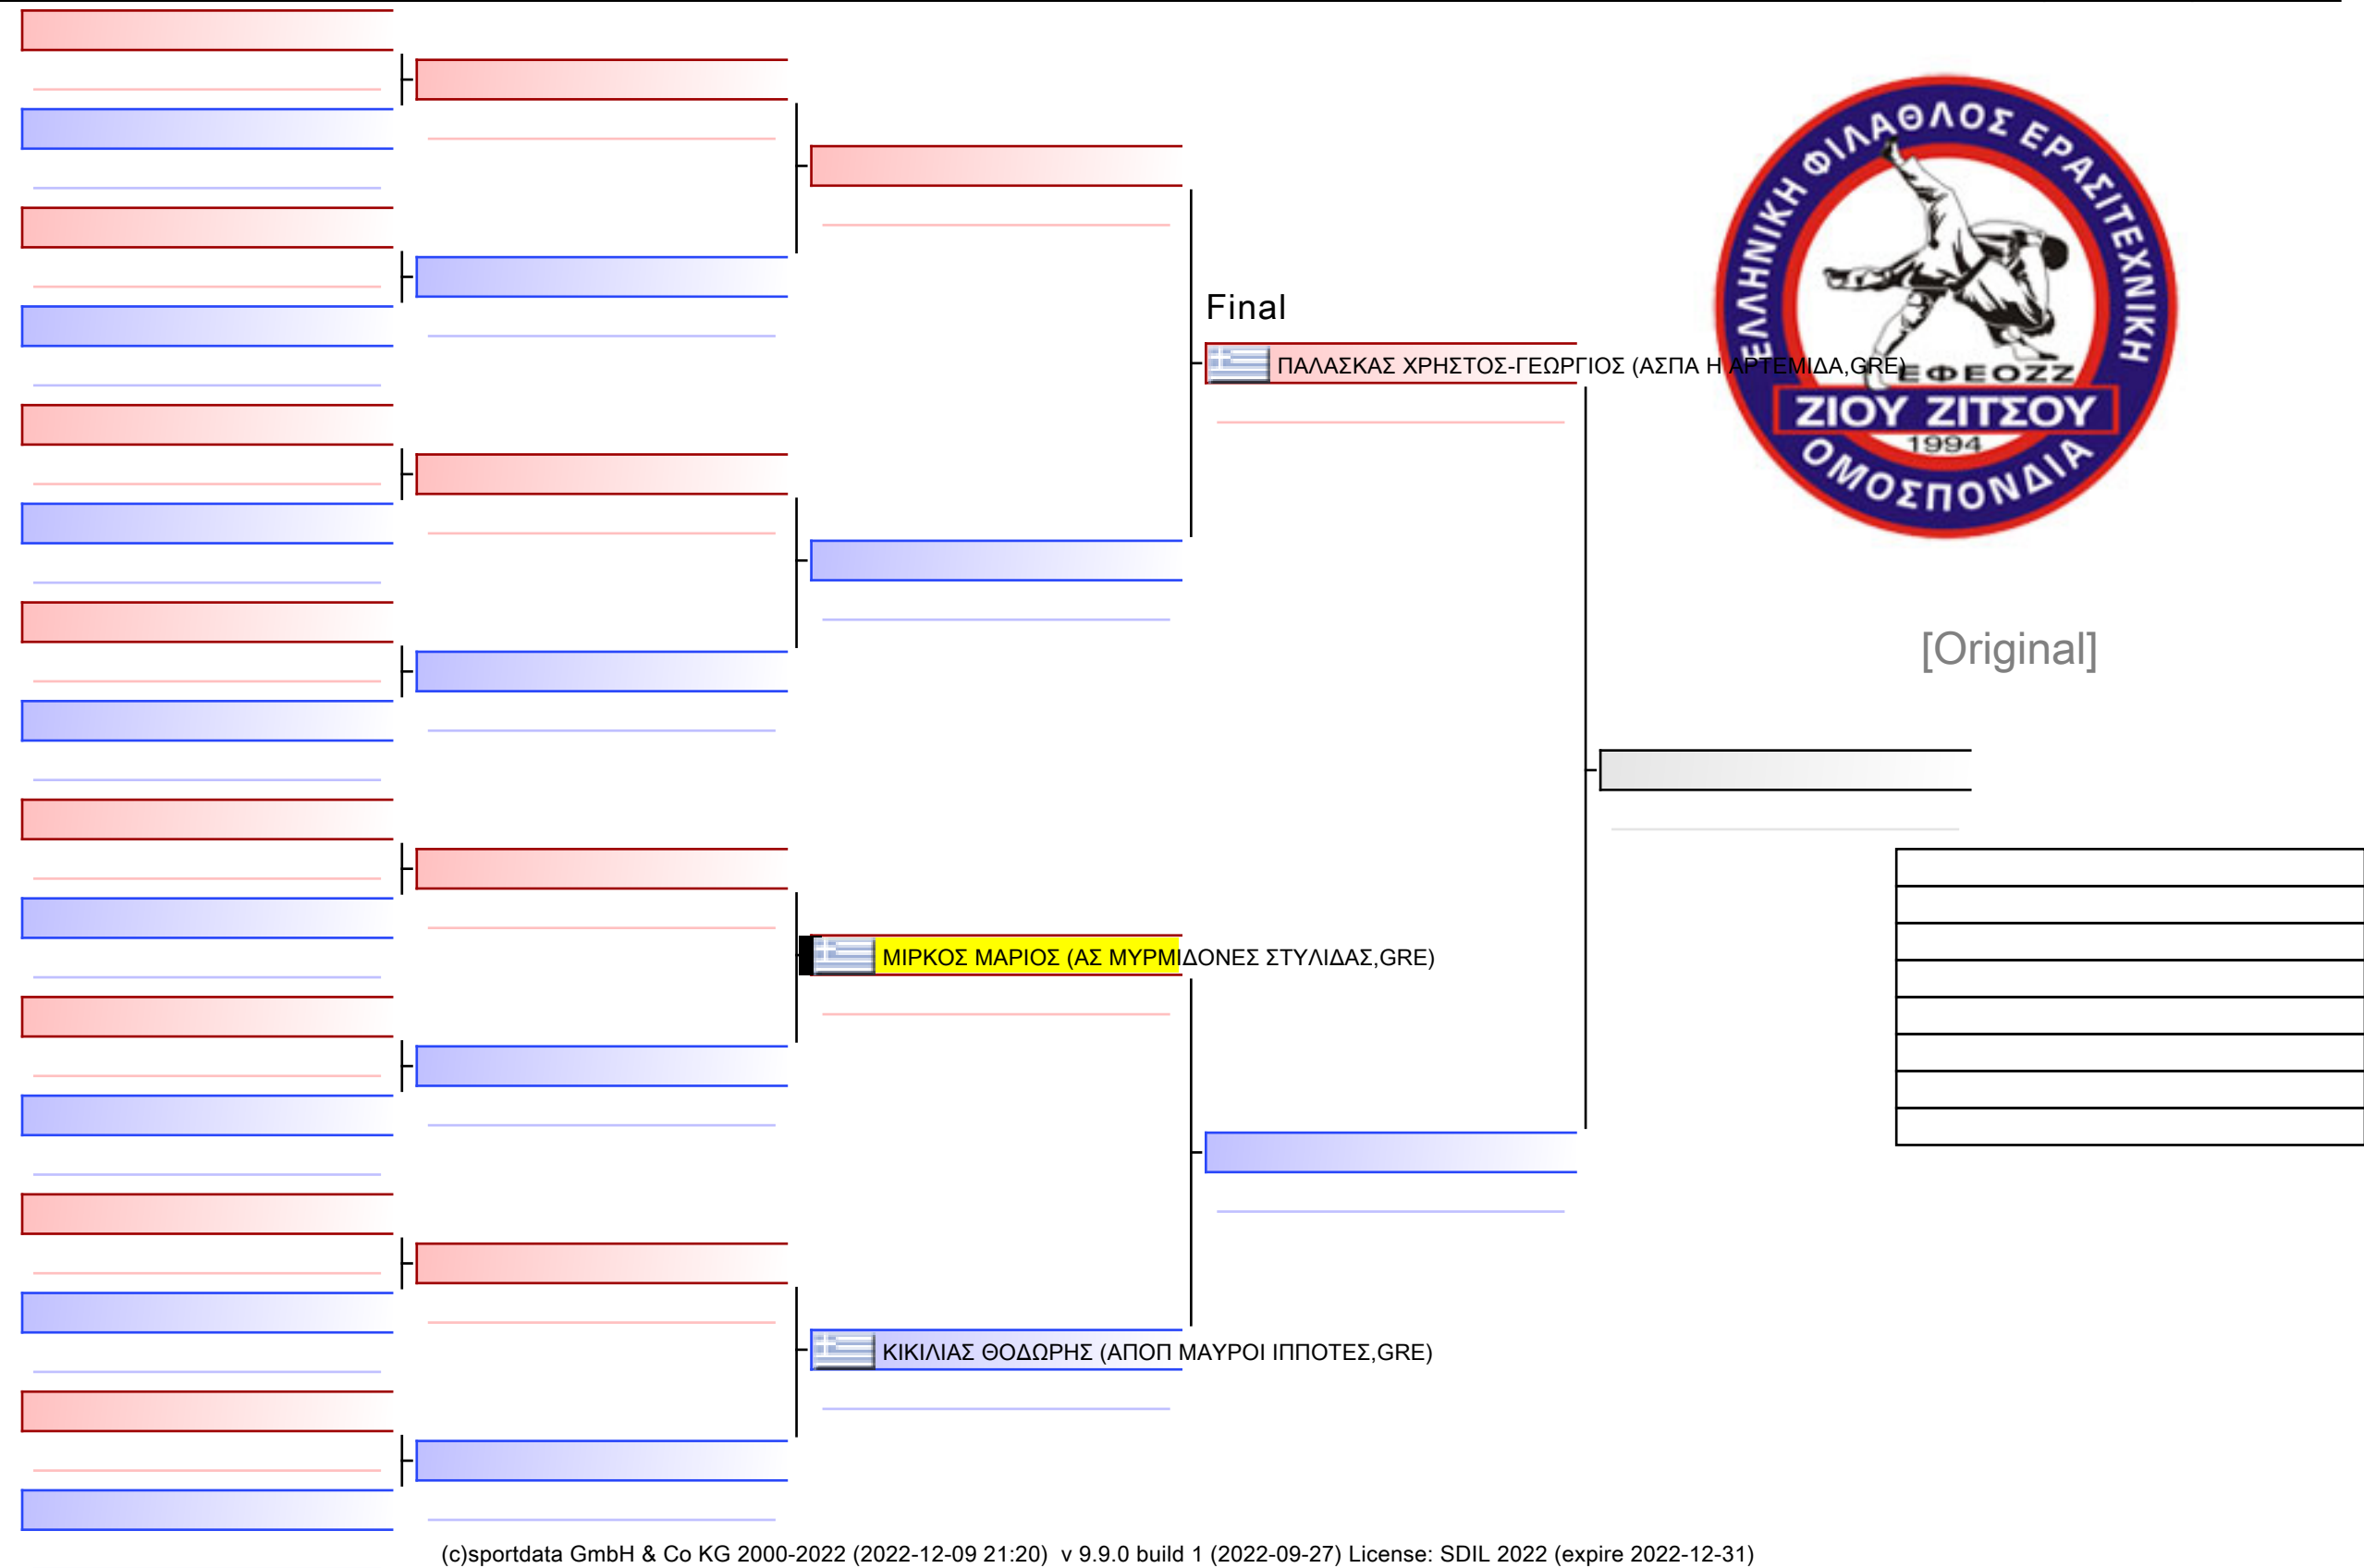 ΕΛΛΗΝΙΚΗ ΦΙΛΑΘΛΟΣ ΕΡΑΣΙΤΕΧΝΙΚΗ
Final
ΠΑΛΑΣΚΑΣ ΧΡΗΣΤΟΣ-ΓΕΩΡΓΙΟΣ (ΑΣΠΑ Η ΑΡΤΕΜΙΔΑ,GRE)
ΕΦΕΟΖΖ
ΖΙΟΥ ΖΙΤΣΟΥ
1994
ΟΜΟΣΠΟΝΔΙΑ
[Original]
ΜΙΡΚΟΣ ΜΑΡΙΟΣ (ΑΣ ΜΥΡΜΙΔΟΝΕΣ ΣΤΥΛΙΔΑΣ,GRE)
ΚΙΚΙΛΙΑΣ ΘΟΔΩΡΗΣ (ΑΠΟΠ ΜΑΥΡΟΙ ΙΠΠΟΤΕΣ,GRE)
(c)sportdata GmbH & Co KG 2000-2022 (2022-12-09 21:20)  v 9.9.0 build 1 (2022-09-27) License: SDIL 2022 (expire 2022-12-31)